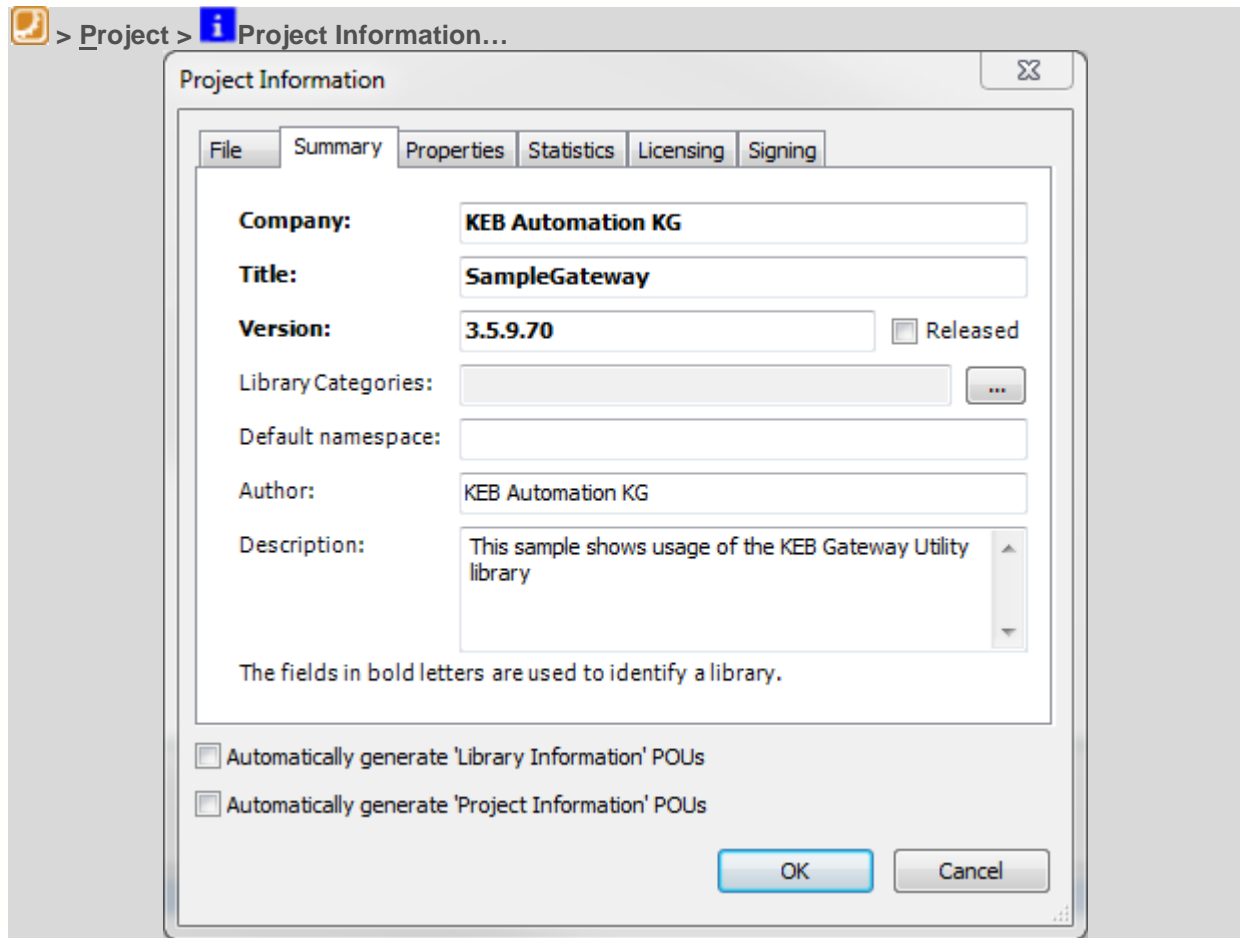 > Project > i Project Information…
Project Information
File Summary Properties Statistics Licensing Signing
Company: KEB Automation KG
Title: SampleGateway
Version: 3.5.9.70 Released
Library Categories: ...
Default namespace:
Author: KEB Automation KG
Description: This sample shows usage of the KEB Gateway Utility
library
The fields in bold letters are used to identify a library.
Automatically generate 'Library Information' POUs
Automatically generate 'Project Information' POUs
OK Cancel